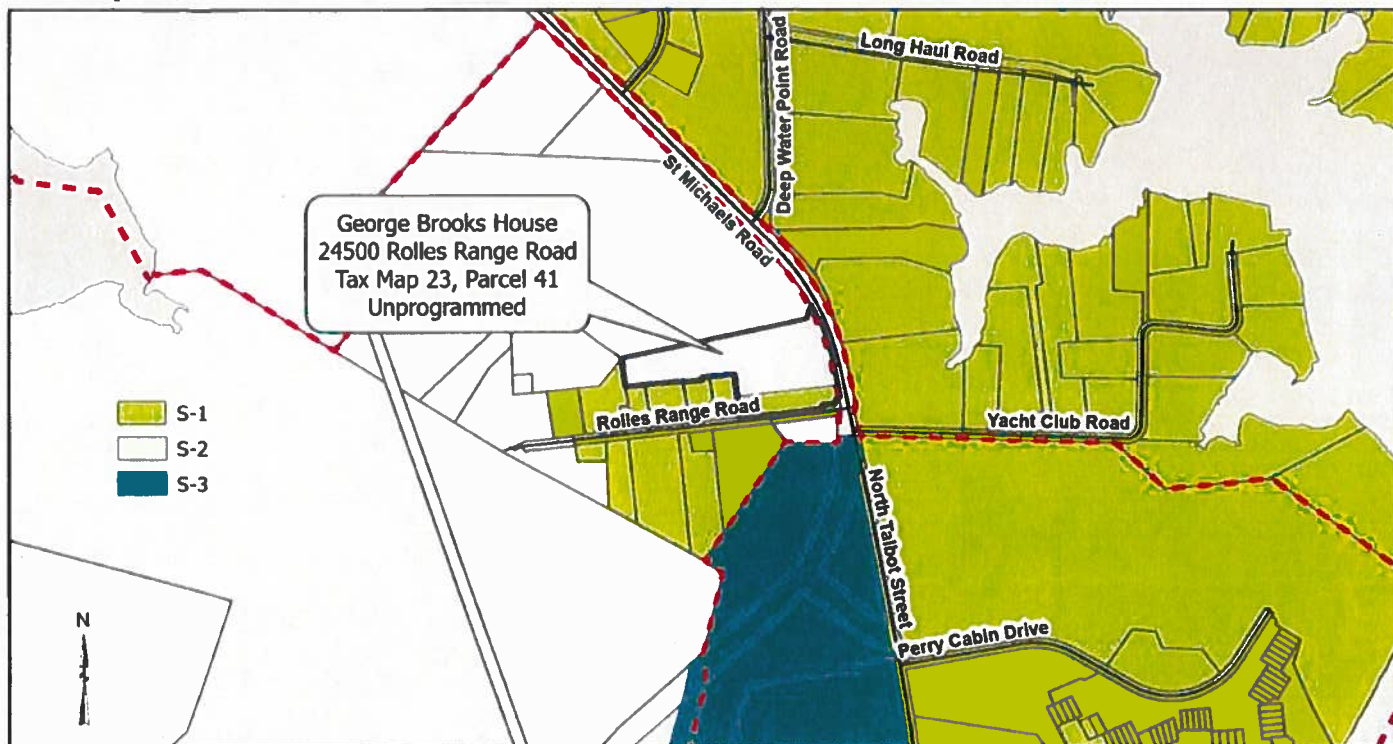 Long Haul Road
Deep Water Point Road
St Michaels Road
George Brooks House
24500 Rolles Range Road
Tax Map 23, Parcel 41
Unprogrammed
S-1
S-2
S-3
Rolles Range Road
Yacht Club Road
North Talbot Street
Perry Cabin Drive
N